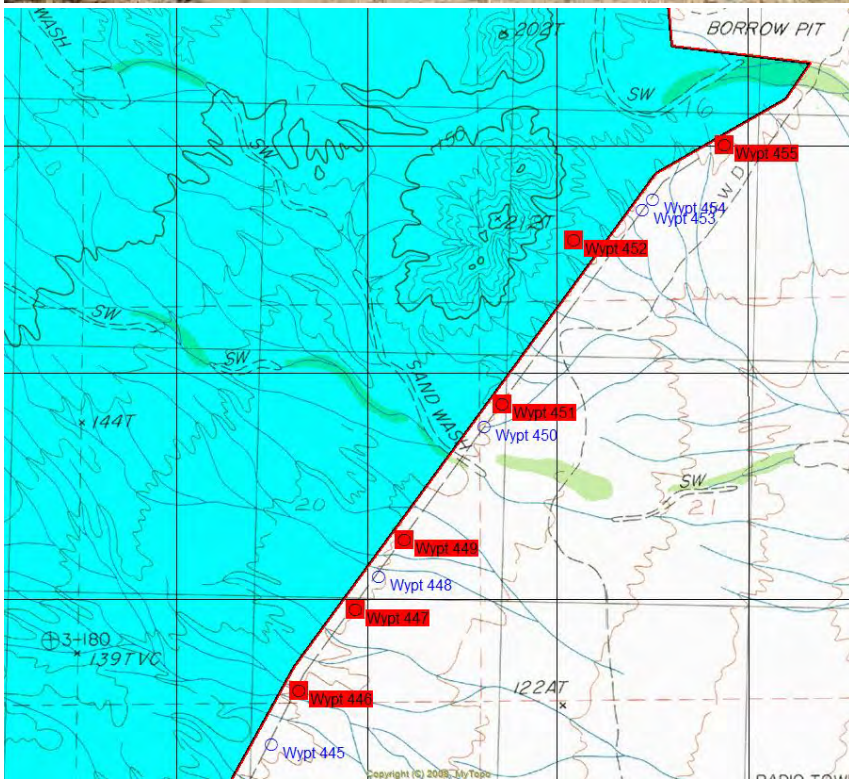 WASH
202T
BORROW PIT
17
SW
16
SW
150
Wypt 455
W D
Wypt 454
Wypt 453
212T
Wypt 452
SW
SW
SAND WASH
Wypt 451
144T
Wypt 450
SW
20
21
Wypt 449
Wypt 448
Wypt 447
3-180
139TVC
Wypt 446
122AT
Wypt 445
Copyright (C) 2008, MyTopo